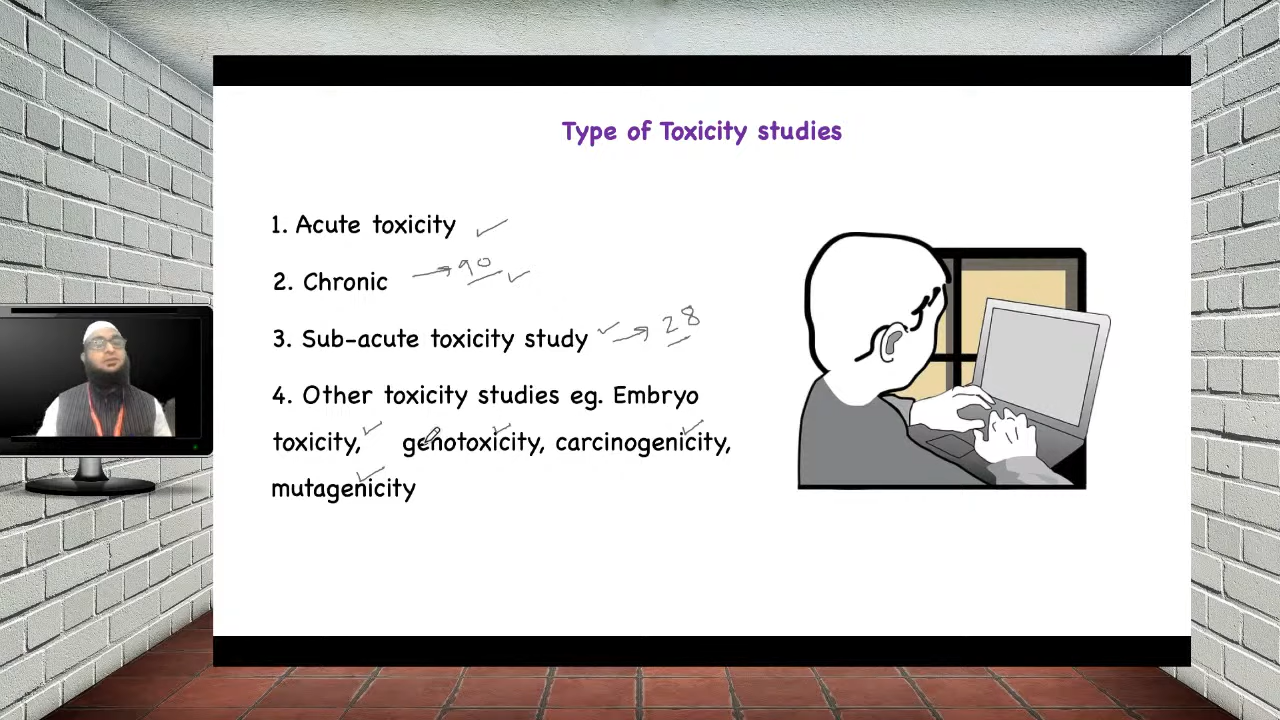 Type of Toxicity studies
1. Acute toxicity
2. Chronic → 90
3. Sub-acute toxicity study → 28
4. Other toxicity studies eg. Embryo
toxicity, genotoxicity, carcinogenicity,
mutagenicity